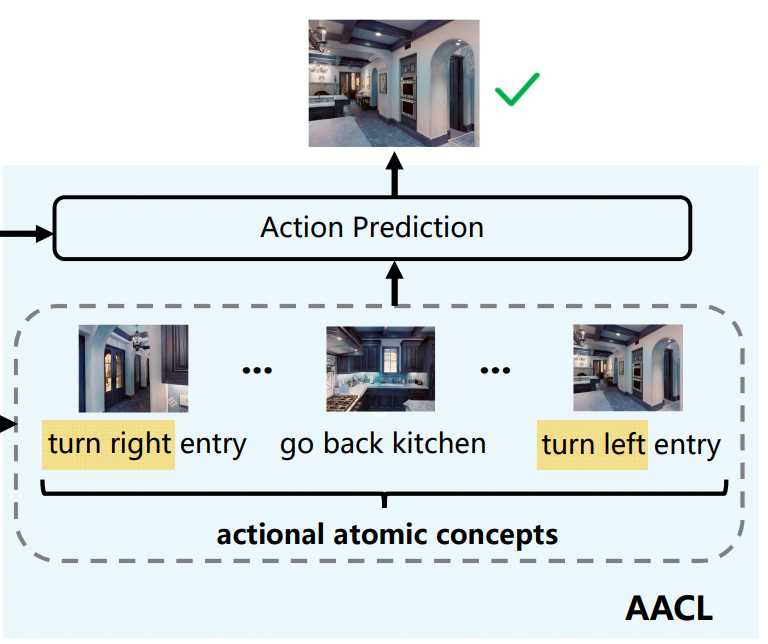 Action Prediction
... ...
turn right entry go back kitchen turn left entry
actional atomic concepts
AACL